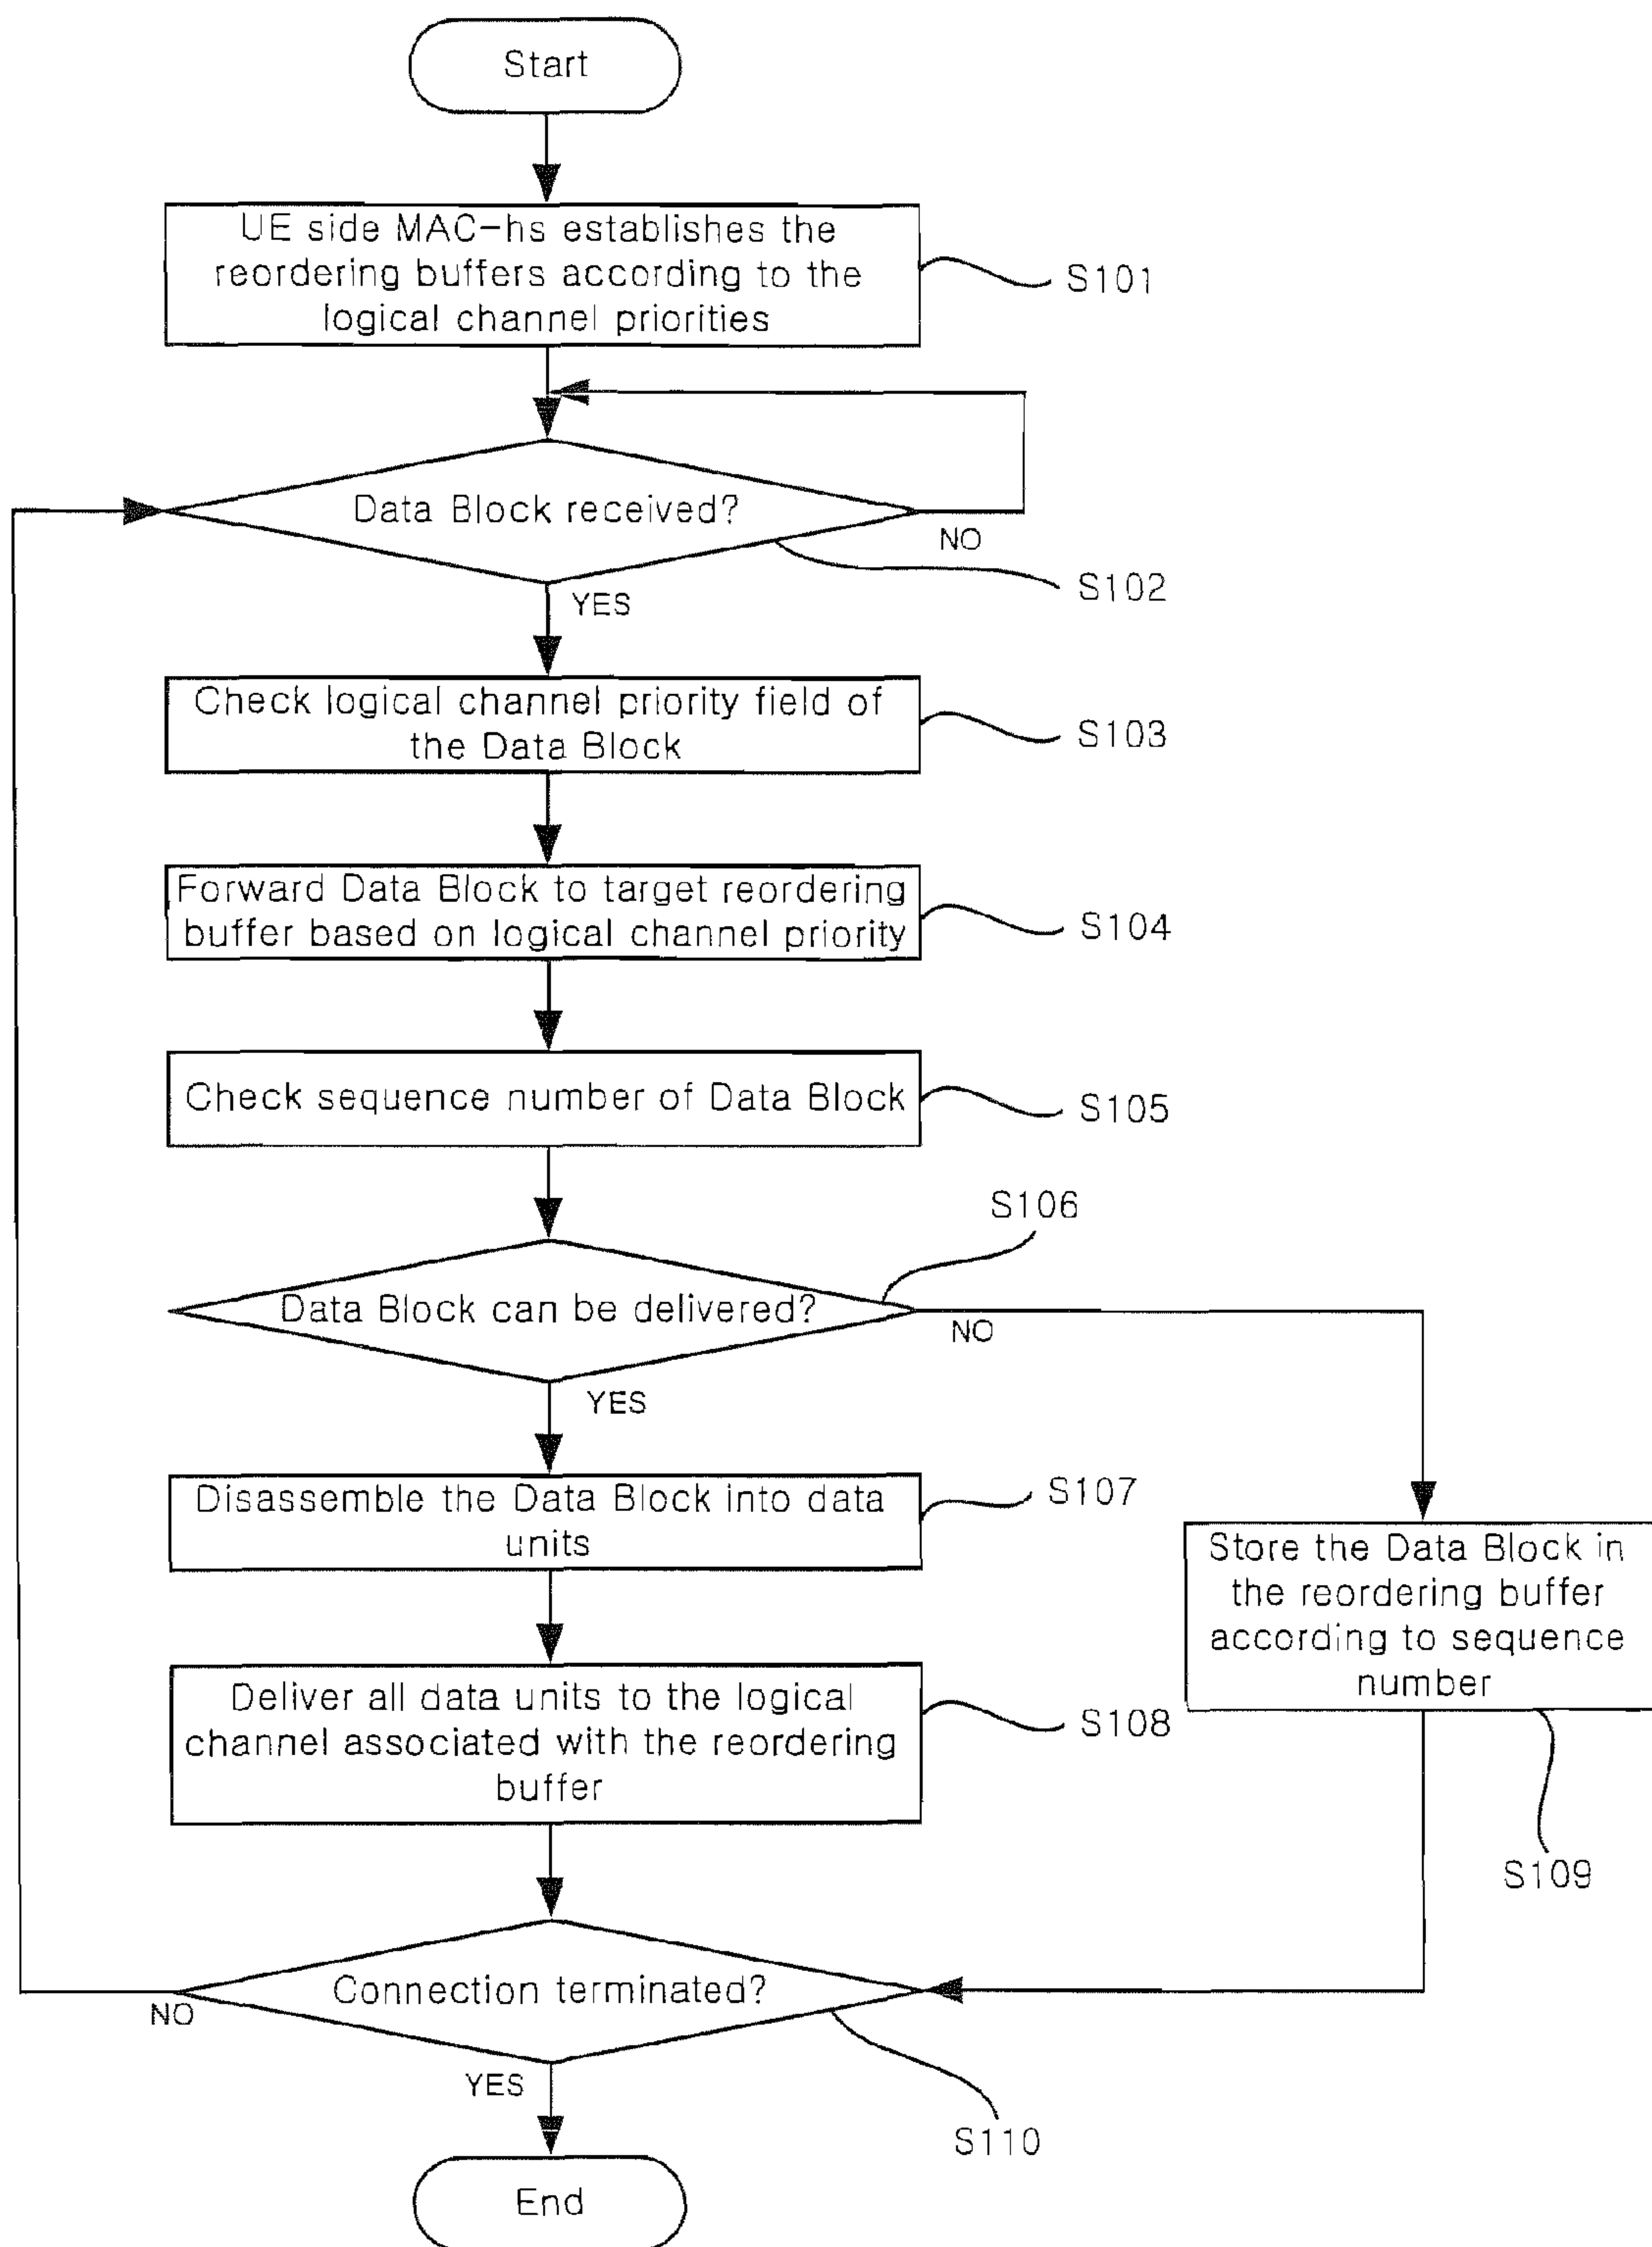 Start
UE side MAC-hs establishes the
reordering buffers according to the
logical channel priorities
S101
Data Block received?
NO
S102
YES
Check logical channel priority field of
the Data Block
S103
Forward Data Block to target reordering
buffer based on logical channel priority
S104
Check sequence number of Data Block
S105
S106
Data Block can be delivered?
NO
YES
Disassemble the Data Block into data
units
S107
Store the Data Block in
the reordering buffer
according to sequence
number
Deliver all data units to the logical
channel associated with the reordering
buffer
S108
S109
Connection terminated?
NO
YES
S110
End